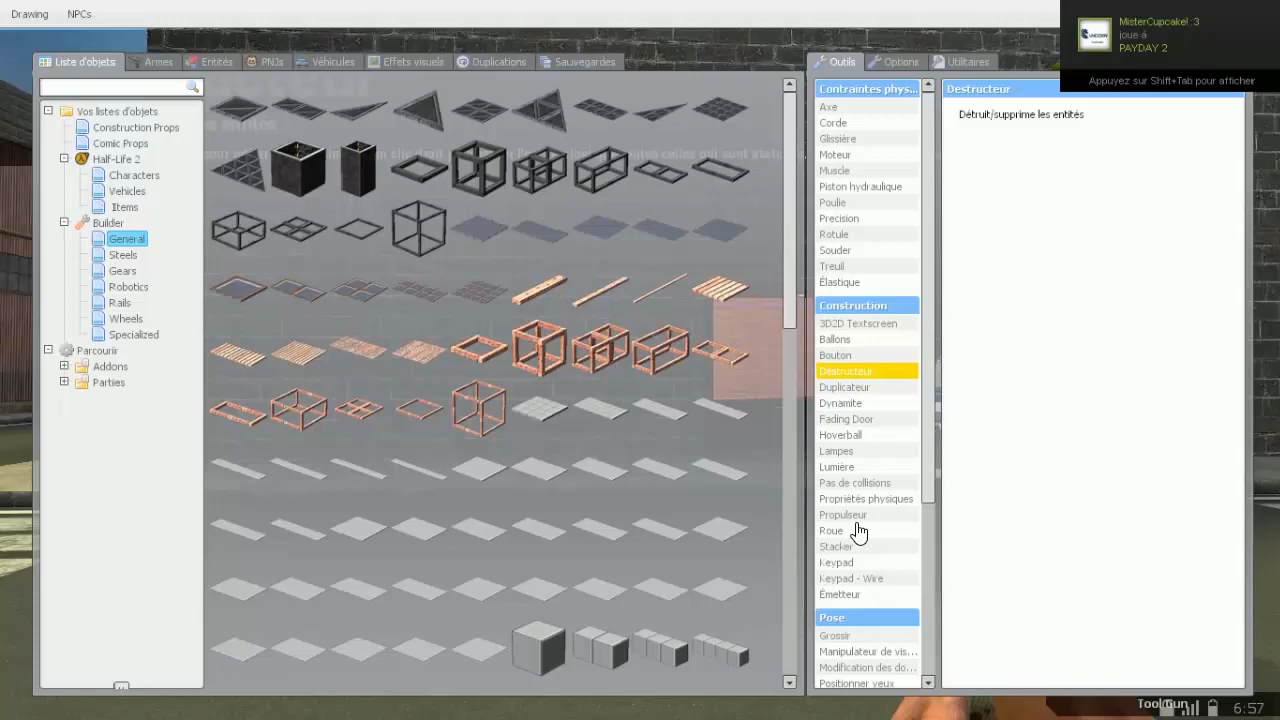 Drawing NPCs
MisterCupcake! :3
joue à
PAYDAY 2
Appuyez sur Shift+Tab pour afficher
Liste d'objets Armes Entités PNJs Véhicules Effets visuels Duplications Sauvegardes
Outils Options Utilitaires
Vos listes d'objets
Construction Props
Comic Props
Half-Life 2
Characters
Vehicles
Items
Builder
General
Steels
Gears
Robotics
Rails
Wheels
Specialized
Parcourir
Addons
Parties
Contraintes phys...
Axe
Corde
Glissière
Moteur
Muscle
Piston hydraulique
Poulie
Precision
Rotule
Souder
Treuil
Élastique
Construction
3D2D Textscreen
Ballons
Bouton
Destructeur
Duplicateur
Dynamite
Fading Door
Hoverball
Lampes
Lumière
Pas de collisions
Propriétés physiques
Propulseur
Roue
Stacker
Keypad
Keypad - Wire
Émetteur
Pose
Grossir
Manipulateur de vis...
Modification des do...
Positionner yeux
Destructeur
Détruit/supprime les entités
Tool Gun
6:57